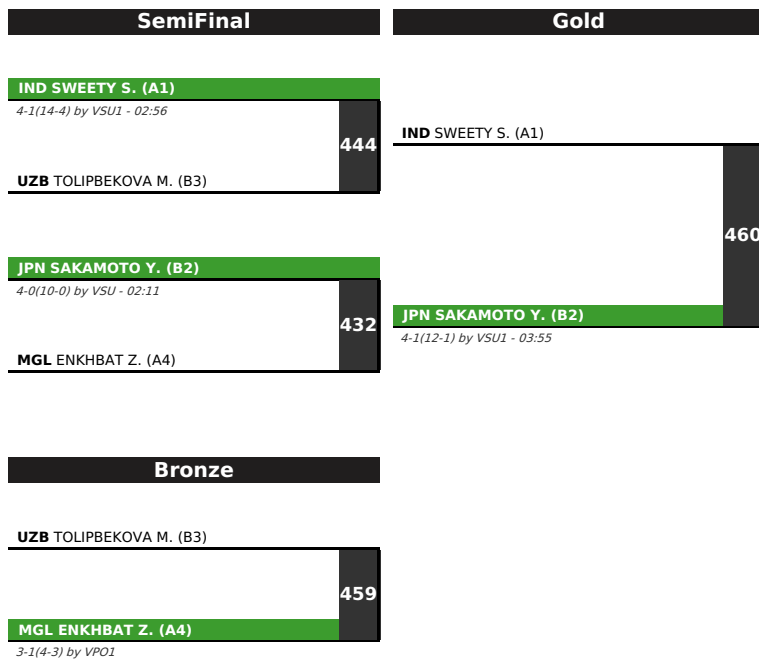 SemiFinal
IND SWEETY S. (A1)
4-1(14-4) by VSU1 - 02:56
444
UZB TOLIPBEKOVA M. (B3)
JPN SAKAMOTO Y. (B2)
4-0(10-0) by VSU - 02:11
432
MGL ENKHBAT Z. (A4)
Gold
IND SWEETY S. (A1)
460
JPN SAKAMOTO Y. (B2)
4-1(12-1) by VSU1 - 03:55
Bronze
UZB TOLIPBEKOVA M. (B3)
459
MGL ENKHBAT Z. (A4)
3-1(4-3) by VPO1